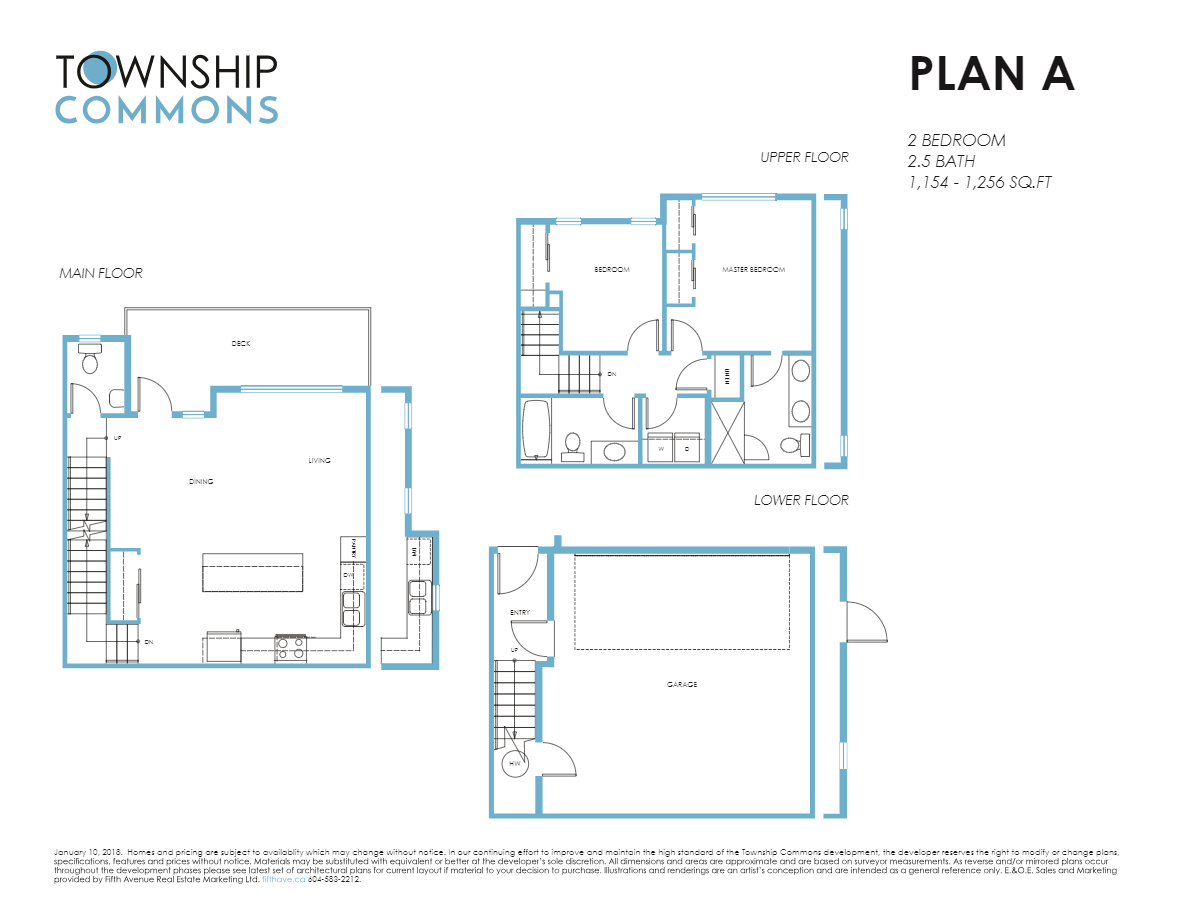 TOWNSHIP
COMMONS
PLAN A
2 BEDROOM
2.5 BATH
1,154 - 1,256 SQ.FT
UPPER FLOOR
BEDROOM
MASTER BEDROOM
LINEN
DN
W
D
MAIN FLOOR
DECK
UP
LIVING
DINING
PANTRY
DW
DW
DN
LOWER FLOOR
ENTRY
UP
GARAGE
HW
January 10, 2018.  Homes and pricing are subject to availablity which may change without notice. In our continuing effort to improve and maintain the high standard of the Township Commons development, the developer reserves the right to modify or change plans,
specifications, features and prices without notice. Materials may be substituted with equivalent or better at the developer's sole discretion. All dimensions and areas are approximate and are based on surveyor measurements. As reverse and/or mirrored plans occur
throughout the development phases please see latest set of architectural plans for current layout if material to your decision to purchase. Illustrations and renderings are an artist's conception and are intended as a general reference only. E.&O.E. Sales and Marketing
provided by Fifth Avenue Real Estate Marketing Ltd. fifthave.ca 604-583-2212.